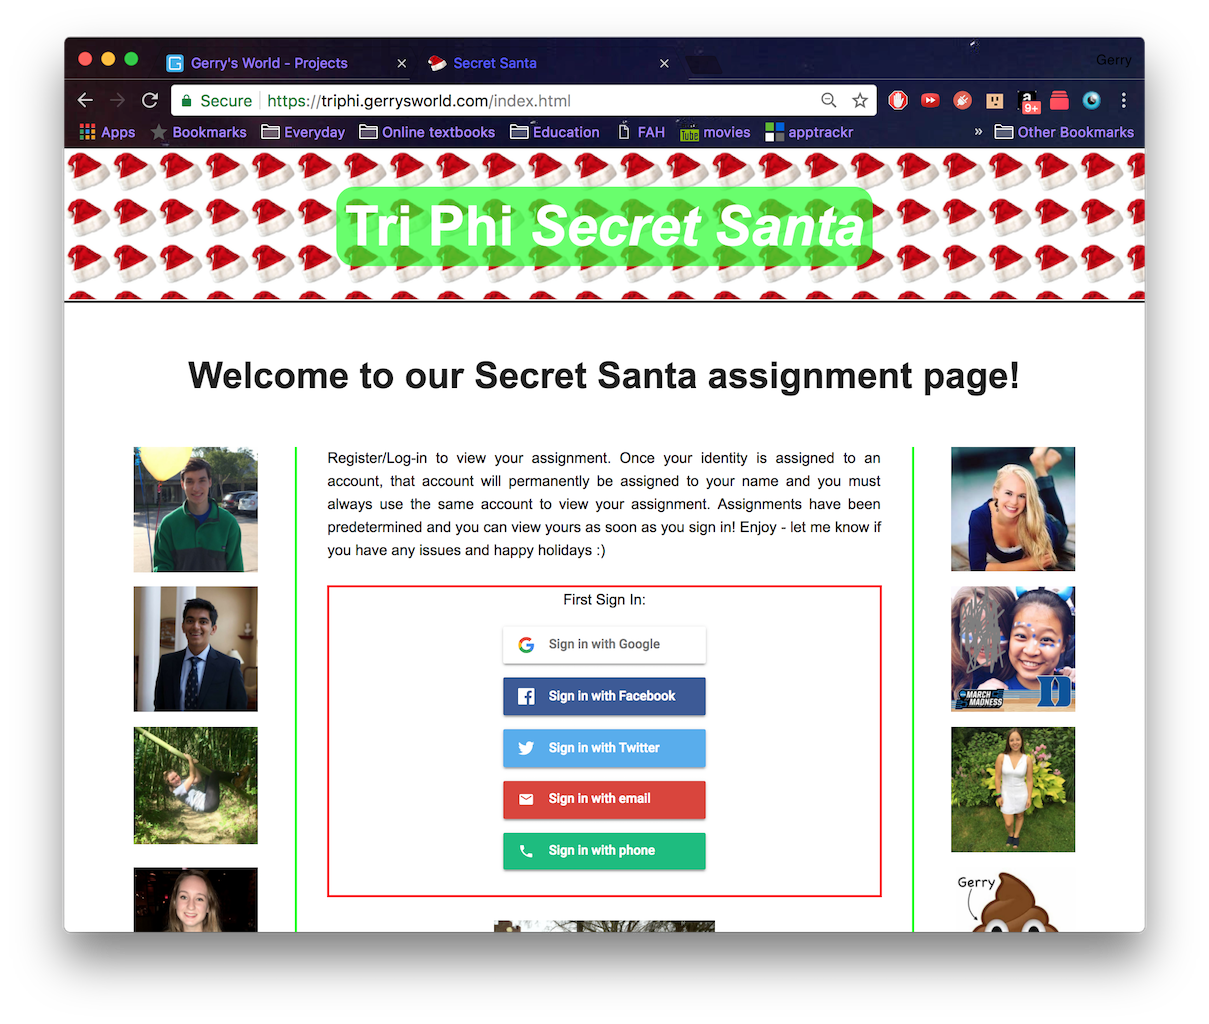 Gerry's World - Projects
Secret Santa
Gerry
Secure
https://triphi.gerrysworld.com/index.html
9+
Apps
Bookmarks
Everyday
Online textbooks
Education
FAH
Tube
movies
apptrackr
»
Other Bookmarks
Tri Phi Secret Santa
Welcome to our Secret Santa assignment page!
Register/Log-in to view your assignment. Once your identity is assigned to an
account, that account will permanently be assigned to your name and you must
always use the same account to view your assignment. Assignments have been
predetermined and you can view yours as soon as you sign in! Enjoy - let me know if
you have any issues and happy holidays :)
First Sign In:
Sign in with Google
Sign in with Facebook
Sign in with Twitter
Sign in with email
Sign in with phone
MARCH
MADNESS
D
Gerry